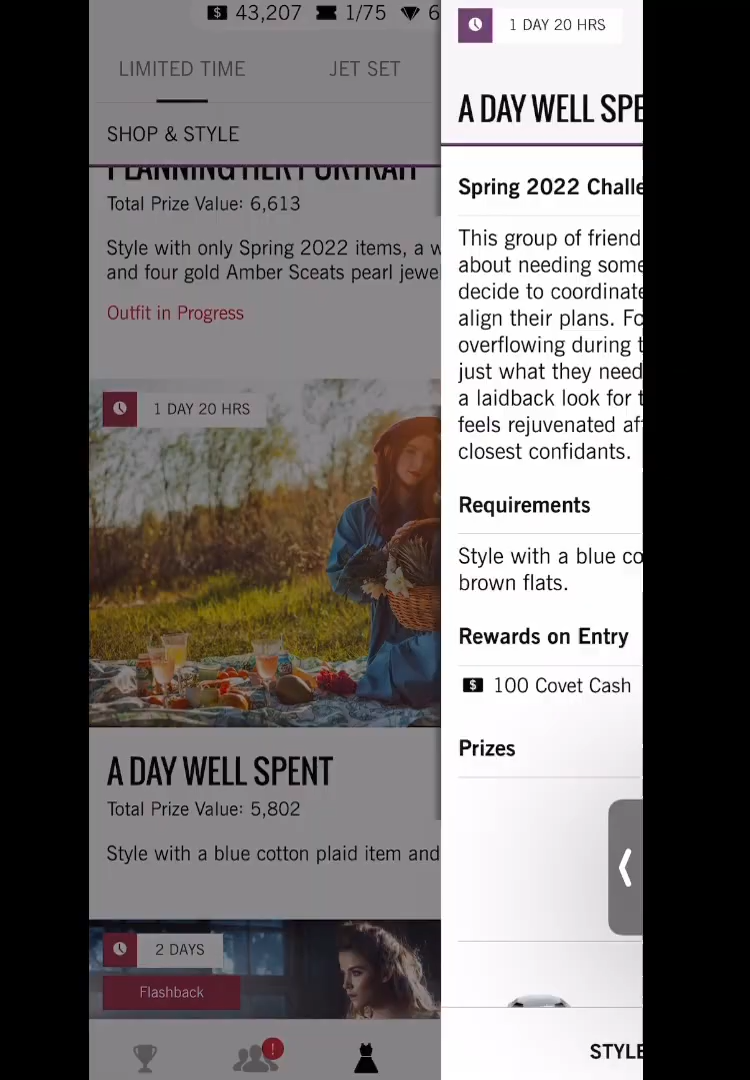 43,207 1/75 6
LIMITED TIME JET SET
SHOP & STYLE
PLANNING HER PORTRAIT
Total Prize Value: 6,613
Style with only Spring 2022 items, a w
and four gold Amber Sceats pearl jewe
Outfit in Progress
1 DAY 20 HRS
A DAY WELL SPENT
Total Prize Value: 5,802
Style with a blue cotton plaid item and
2 DAYS
Flashback
1 DAY 20 HRS
A DAY WELL SPE
Spring 2022 Challe
This group of friend
about needing some
decide to coordinate
align their plans. Fo
overflowing during t
just what they need
a laidback look for t
feels rejuvenated af
closest confidants.
Requirements
Style with a blue co
brown flats.
Rewards on Entry
$ 100 Covet Cash
Prizes
STYLE